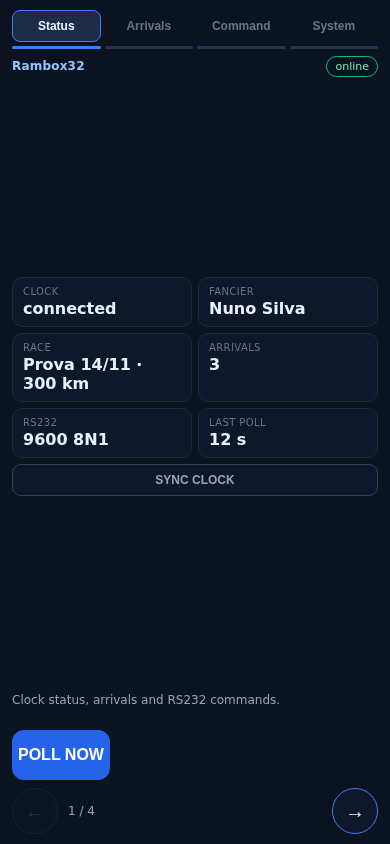 Status Arrivals Command System
Rambox32 online
CLOCK
connected
FANCIER
Nuno Silva
RACE
Prova 14/11 ·
300 km
ARRIVALS
3
RS232
9600 8N1
LAST POLL
12 s
SYNC CLOCK
Clock status, arrivals and RS232 commands.
POLL NOW
← 1 / 4 →